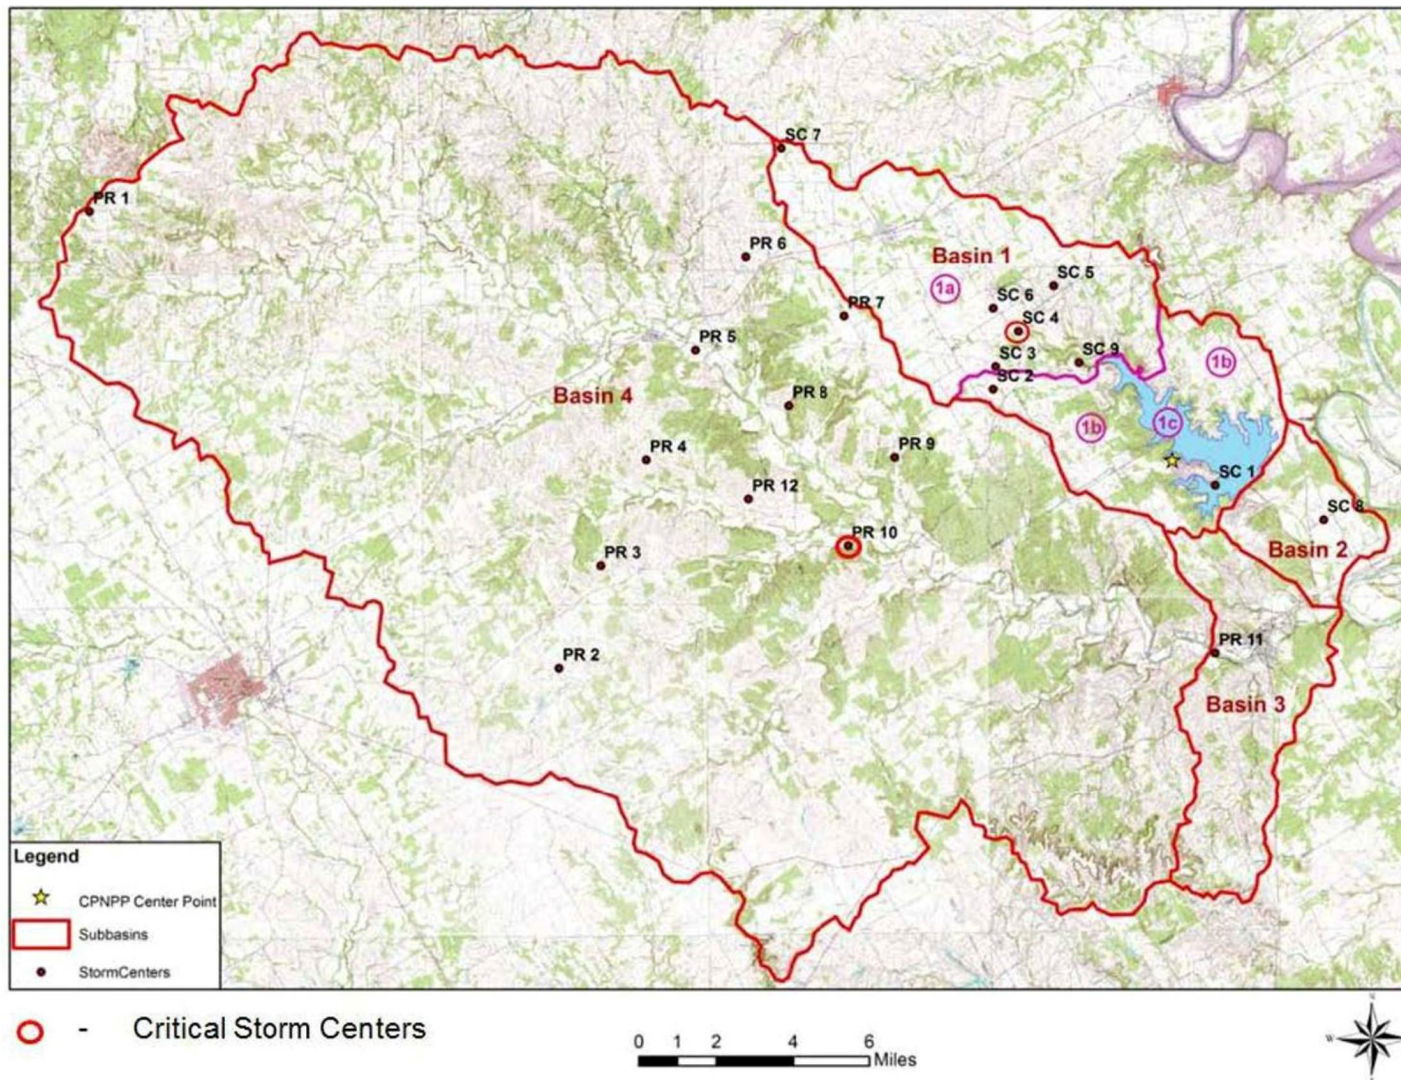 SC 7
PR 1
PR 6
Basin 1
1a
SC 5
SC 6
PR 7
SC 4
PR 5
SC 3
SC 9
1b
SC 2
Basin 4
PR 8
1b
1c
PR 9
PR 4
SC 1
PR 12
SC 8
PR 10
Basin 2
PR 3
PR 11
PR 2
Basin 3
Legend
CPNPP Center Point
Subbasins
StormCenters
- Critical Storm Centers
0 1 2 4 6
Miles
W